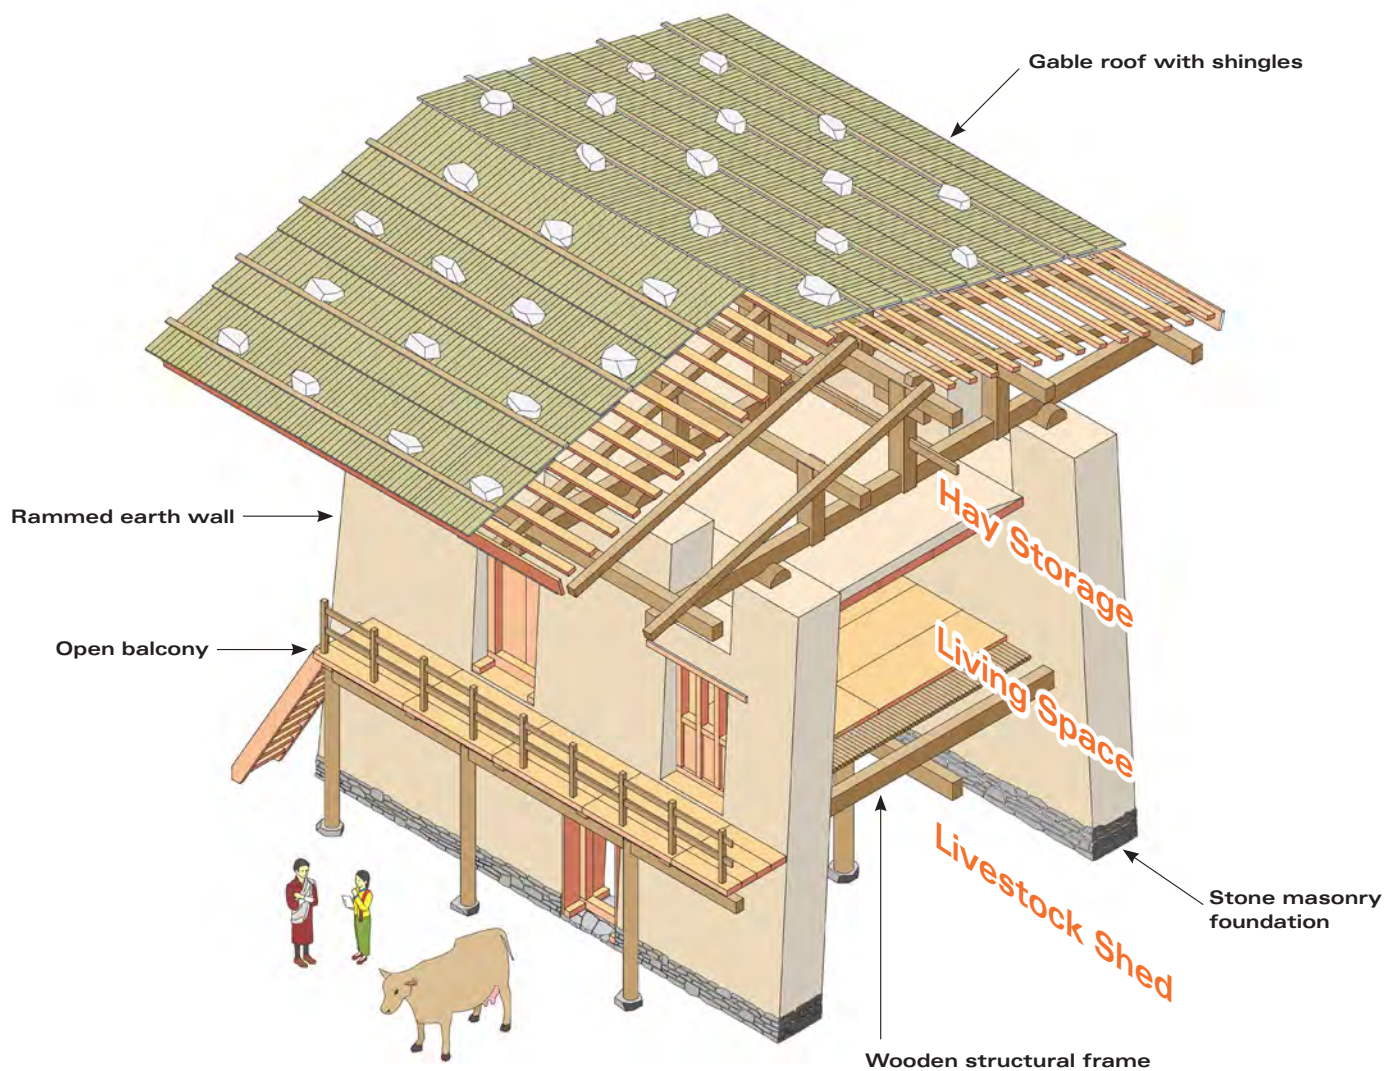 Gable roof with shingles
Rammed earth wall
Hay Storage
Open balcony
Living Space
Livestock Shed
Stone masonry
foundation
Wooden structural frame